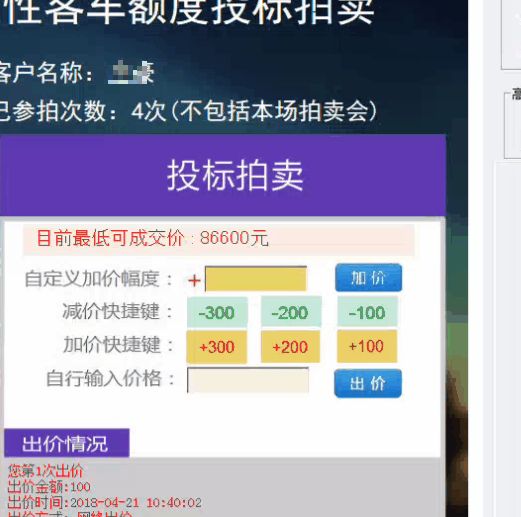 性客车额度投标拍卖
客户名称：
豪
已参拍次数：4次(不包括本场拍卖会)
投标拍卖
目前最低可成交价：86600元
自定义加价幅度：+ 加价
减价快捷键：-300 -200 -100
加价快捷键：+300 +200 +100
自行输入价格： 出价
出价情况
您第1次出价
出价金额:100
出价时间:2018-04-21 10:40:02
出价方式：网络出价